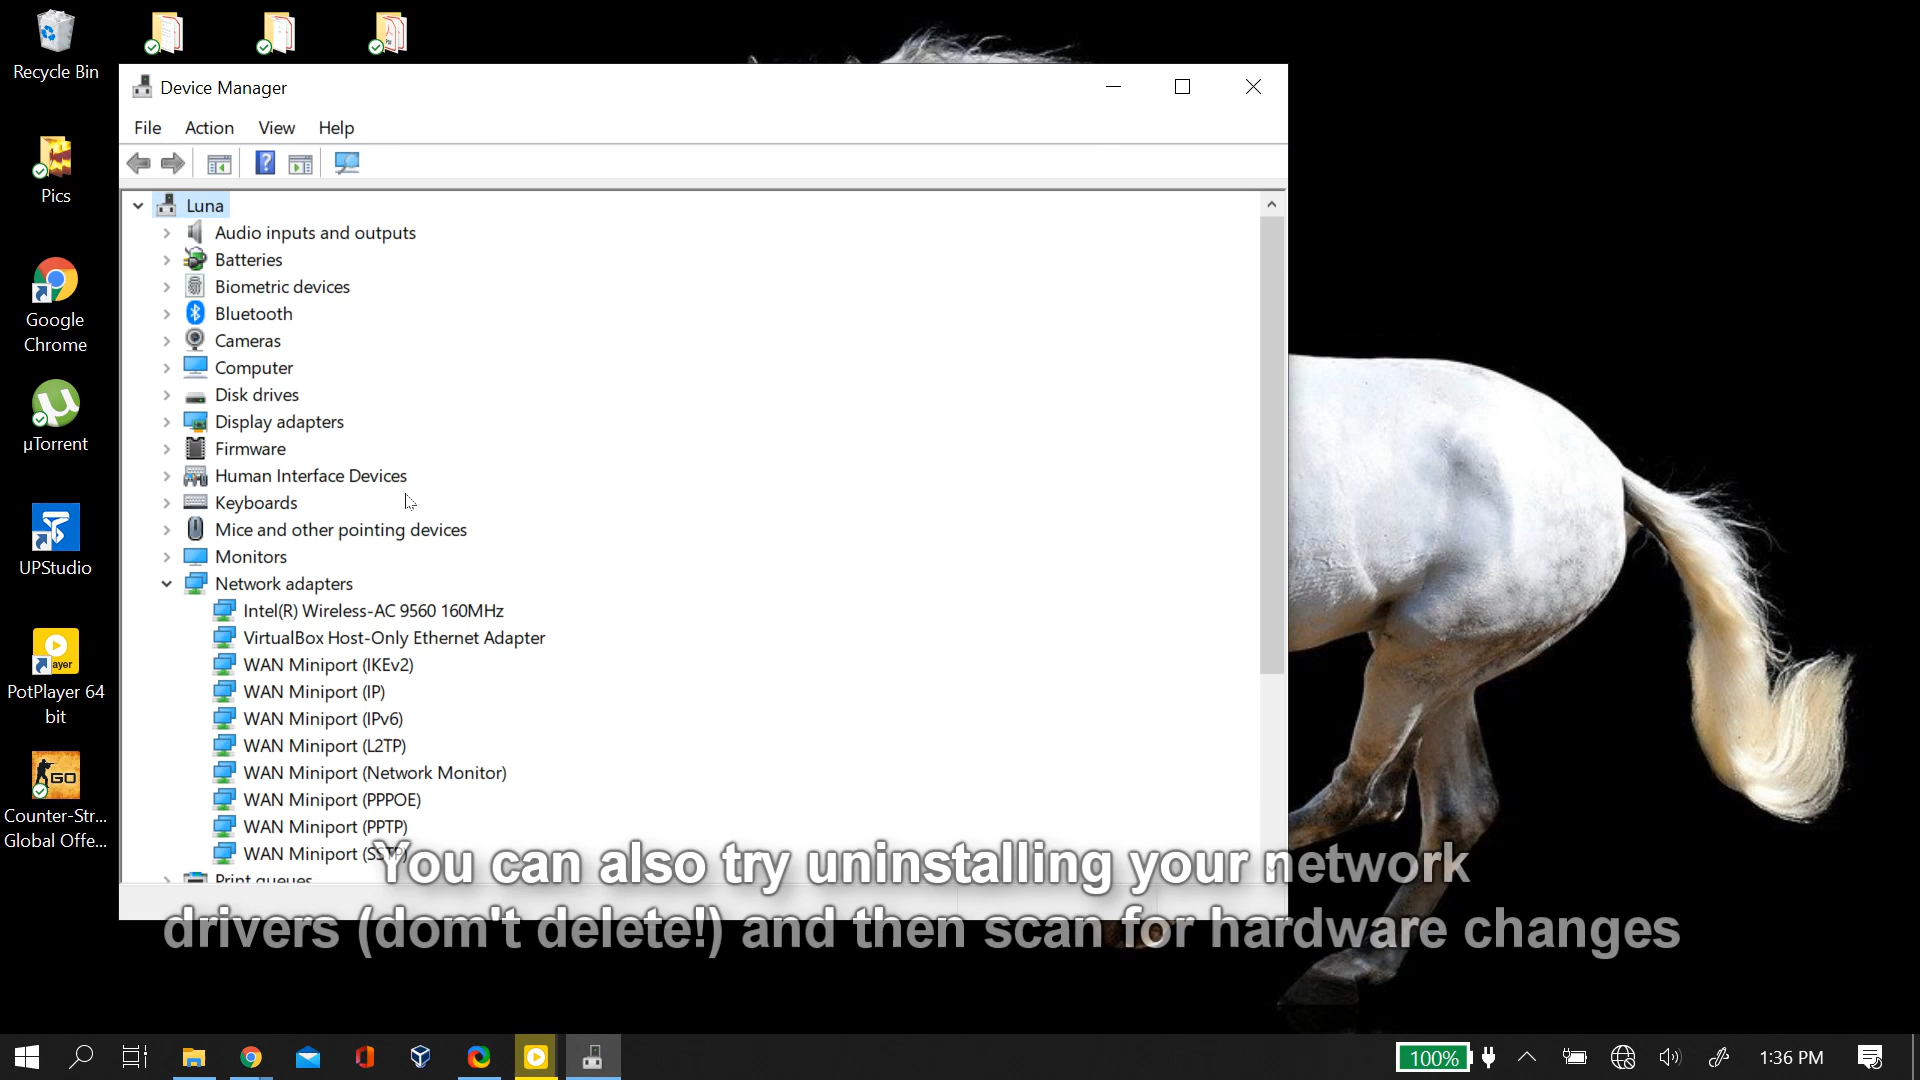 Recycle Bin
Pics
Google
Chrome
µTorrent
UPStudio
ayer
PotPlayer 64
bit
GO
Counter-Str...
Global Offe...
Device Manager
File Action View Help
Luna
Audio inputs and outputs
Batteries
Biometric devices
Bluetooth
Cameras
Computer
Disk drives
Display adapters
Firmware
Human Interface Devices
Keyboards
Mice and other pointing devices
Monitors
Network adapters
Intel(R) Wireless-AC 9560 160MHz
VirtualBox Host-Only Ethernet Adapter
WAN Miniport (IKEv2)
WAN Miniport (IP)
WAN Miniport (IPv6)
WAN Miniport (L2TP)
WAN Miniport (Network Monitor)
WAN Miniport (PPPOE)
WAN Miniport (PPTP)
WAN Miniport (SSTP)
Print queues
You can also try uninstalling your network
drivers (dom't delete!) and then scan for hardware changes
100% 1:36 PM